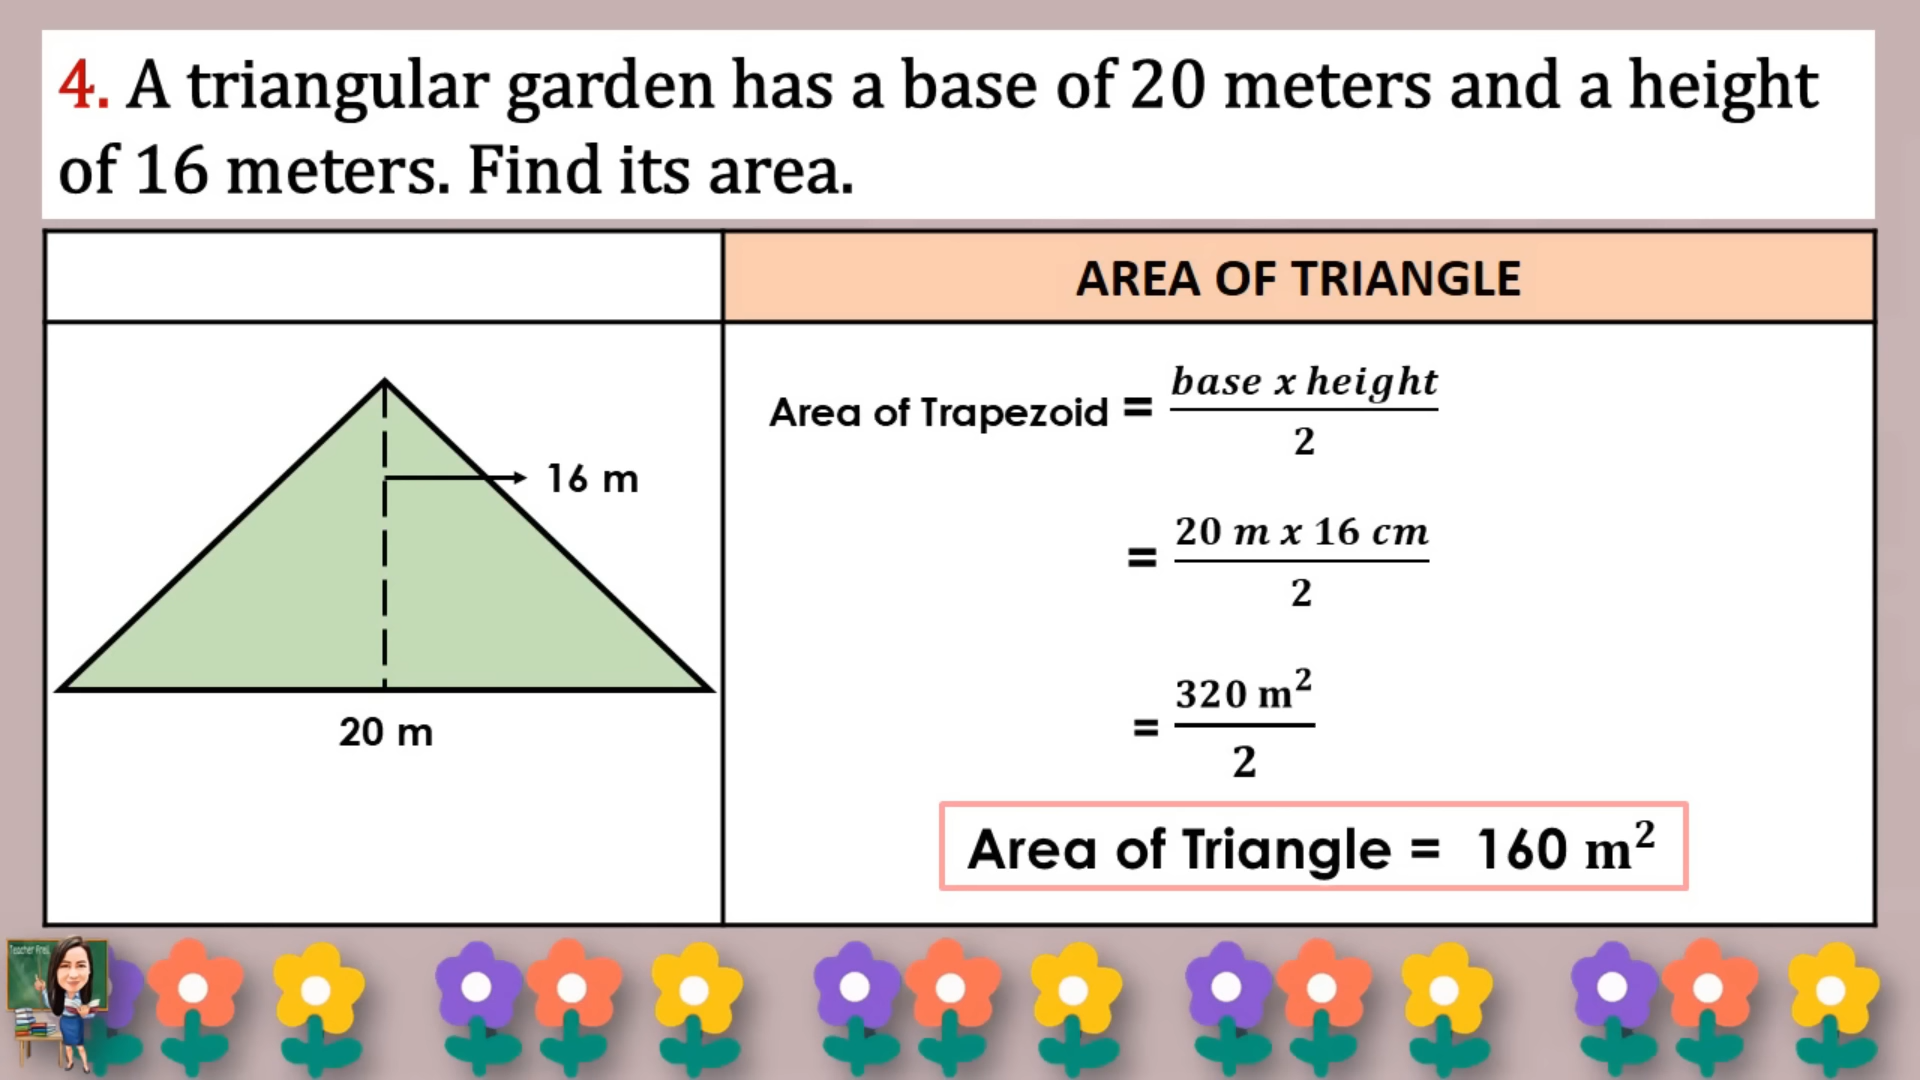 4. A triangular garden has a base of 20 meters and a height
of 16 meters. Find its area.
AREA OF TRIANGLE
16 m
20 m
Area of Trapezoid = base x height / 2
= 20 m x 16 cm / 2
= 320 m² / 2
Area of Triangle = 160 m²